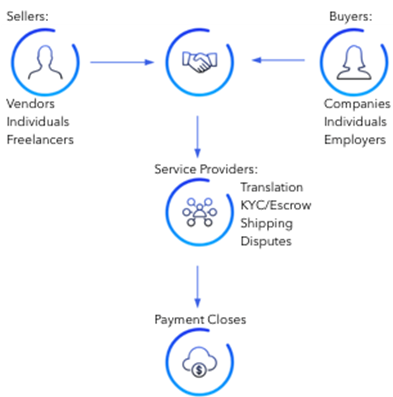 Sellers:
Buyers:
Vendors
Individuals
Freelancers
Companies
Individuals
Employers
Service Providers:
Translation
KYC/Escrow
Shipping
Disputes
Payment Closes
$